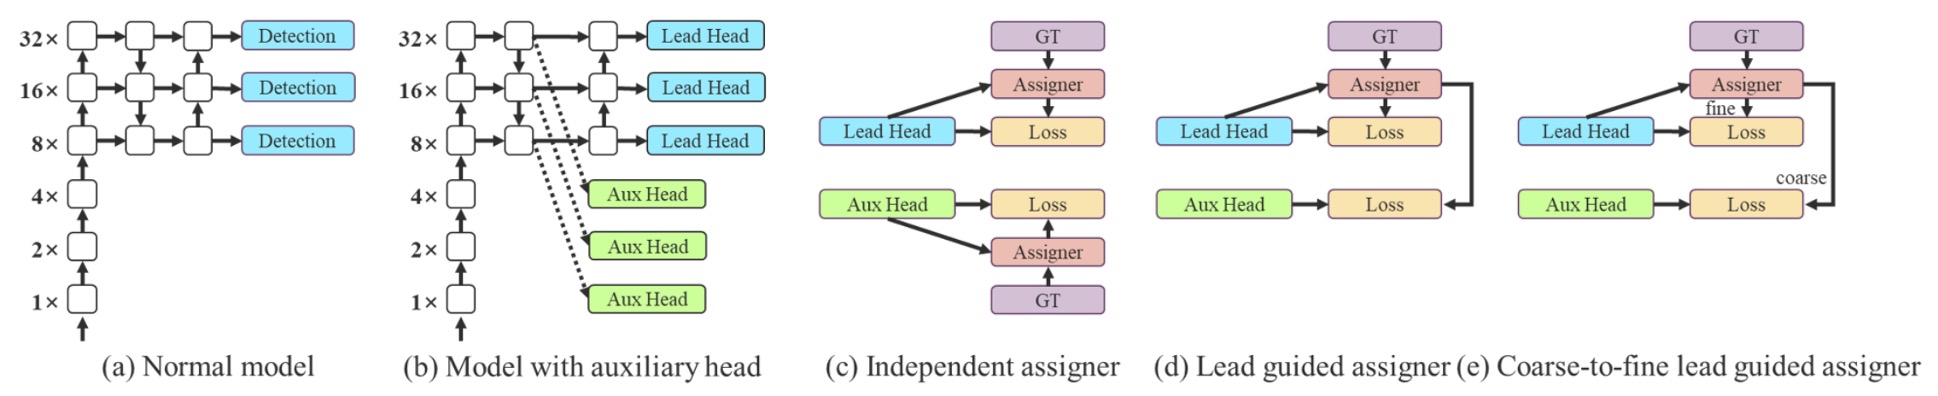 32× Detection
16× Detection
8× Detection
4×
2×
1×
(a) Normal model
32× Lead Head
16× Lead Head
8× Lead Head
4× Aux Head
2× Aux Head
1× Aux Head
(b) Model with auxiliary head
GT
Assigner
Lead Head Loss
Aux Head Loss
Assigner
GT
(c) Independent assigner
GT
Assigner
Lead Head Loss
Aux Head Loss
(d) Lead guided assigner
GT
Assigner
fine
Lead Head Loss
coarse
Aux Head Loss
(e) Coarse-to-fine lead guided assigner